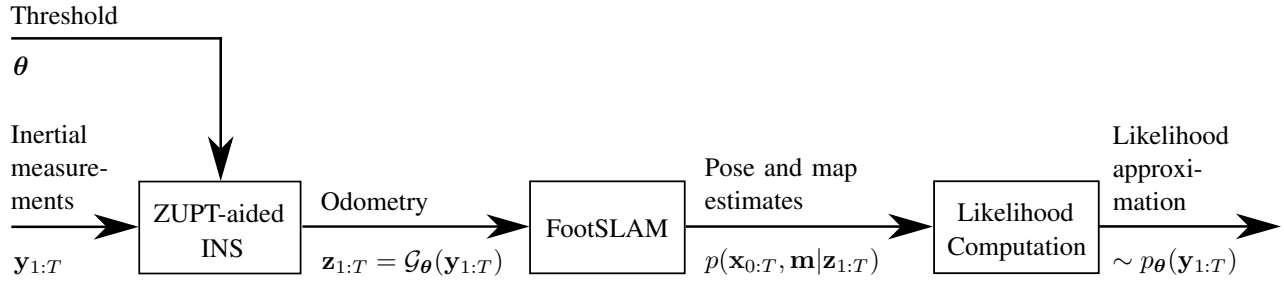 Threshold
θ
Inertial
measure-
ments
y₁:T
ZUPT-aided
INS
Odometry
z₁:T = 𝒢θ(y₁:T)
FootSLAM
Pose and map
estimates
p(x₀:T, m|z₁:T)
Likelihood
Computation
Likelihood
approxi-
mation
∼ pθ(y₁:T)